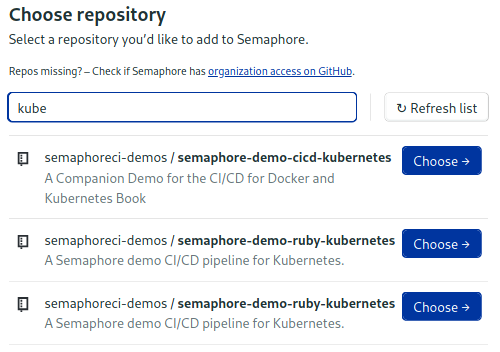 Choose repository
Select a repository you’d like to add to Semaphore.
Repos missing? – Check if Semaphore has organization access on GitHub.
kube
↻ Refresh list
semaphoreci-demos / semaphore-demo-cicd-kubernetes
A Companion Demo for the CI/CD for Docker and
Kubernetes Book
Choose →
semaphoreci-demos / semaphore-demo-ruby-kubernetes
A Semaphore demo CI/CD pipeline for Kubernetes.
Choose →
semaphoreci-demos / semaphore-demo-ruby-kubernetes
A Semaphore demo CI/CD pipeline for Kubernetes.
Choose →